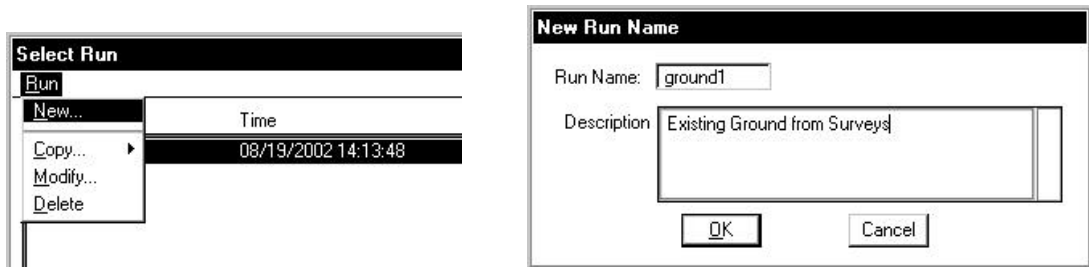 Select Run
Run
New...
Time
Copy...
08/19/2002 14:13:48
Modify...
Delete
New Run Name
Run Name: ground1
Description Existing Ground from Surveys
OK Cancel